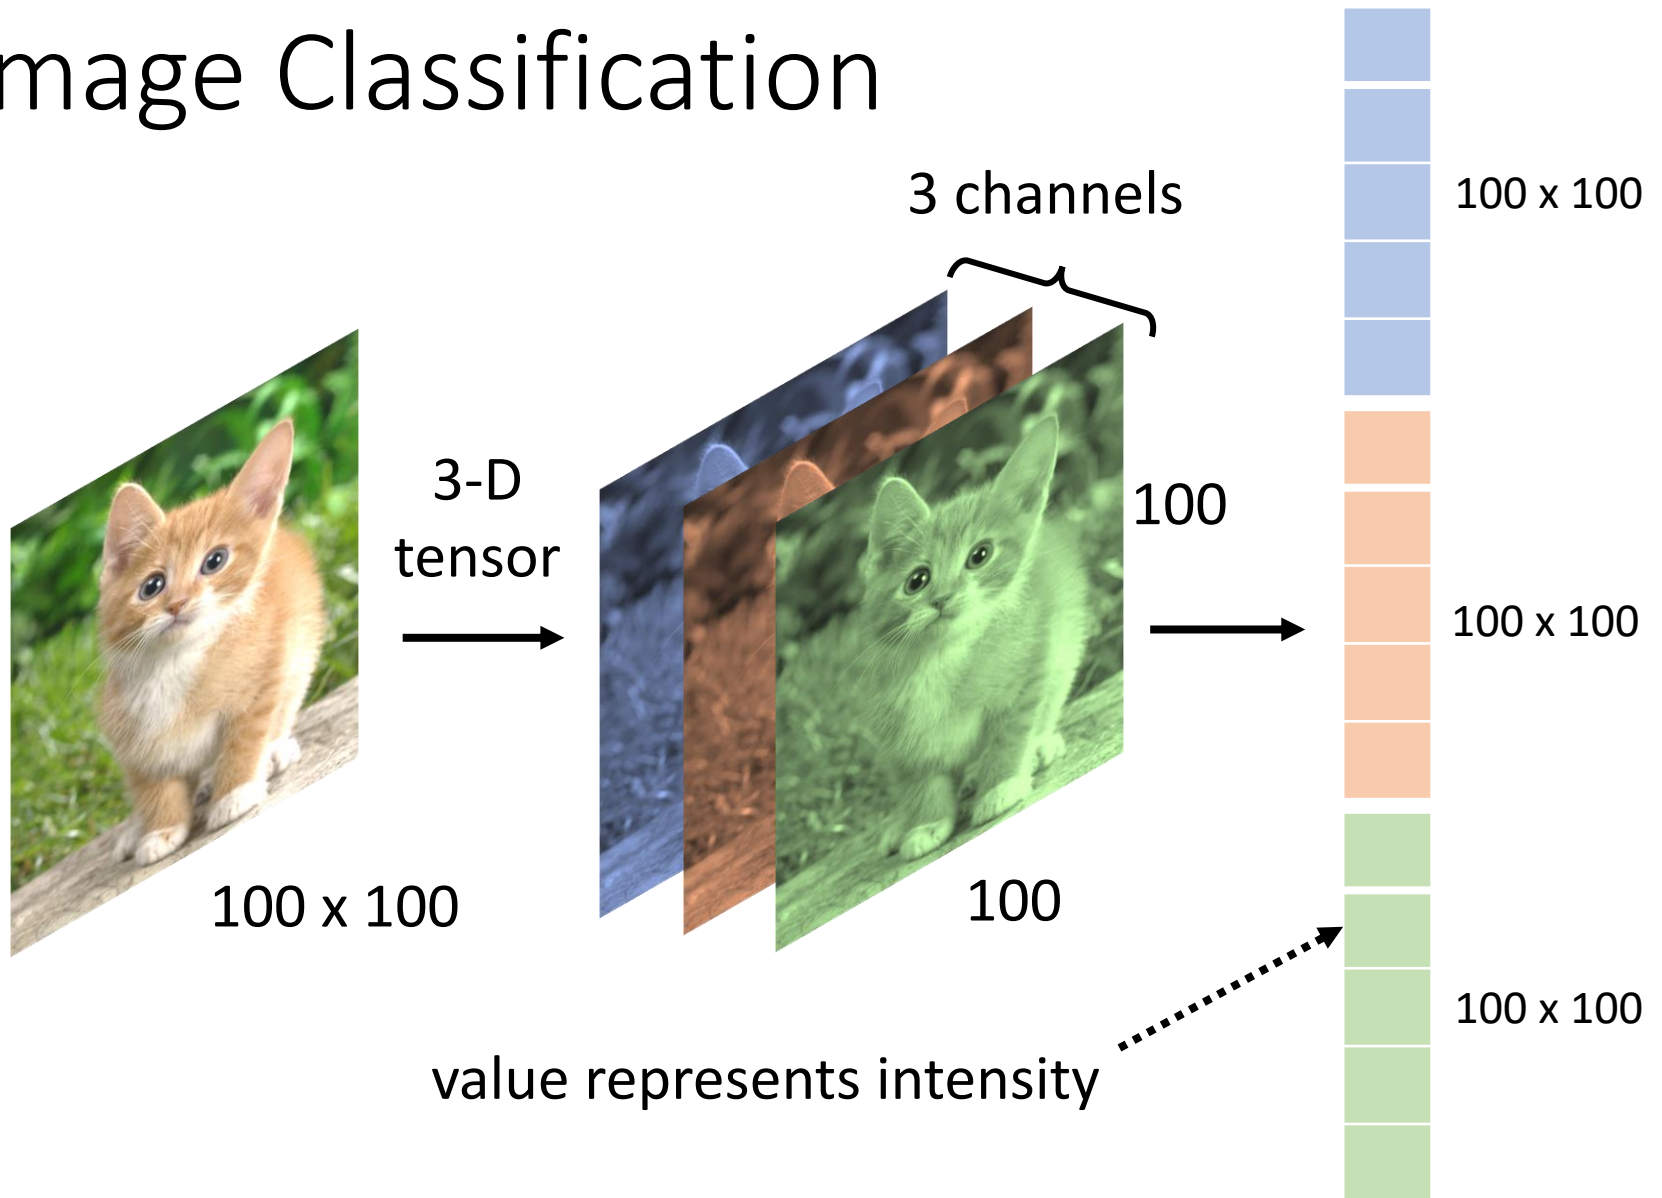 mage Classification
3 channels
100 x 100
3-D
tensor
100
100 x 100
100 x 100
100
100 x 100
value represents intensity